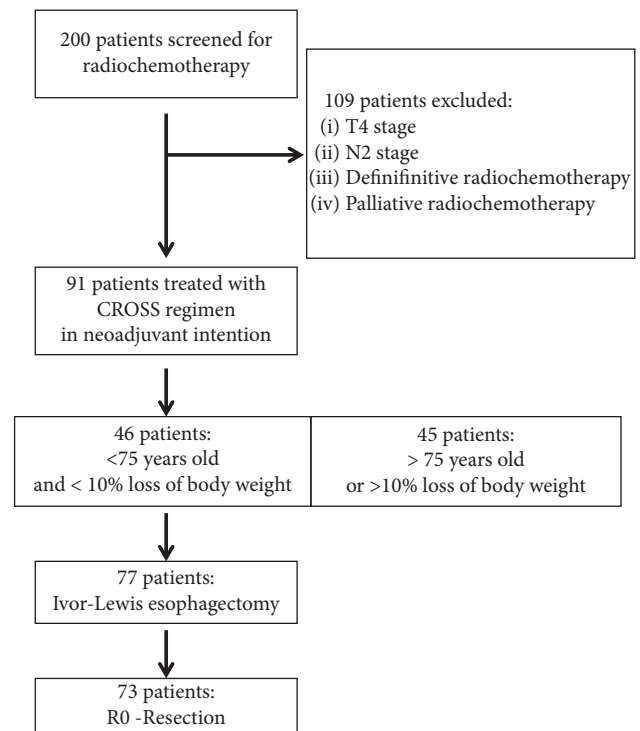 200 patients screened for
radiochemotherapy
109 patients excluded:
(i) T4 stage
(ii) N2 stage
(iii) Definifinitive radiochemotherapy
(iv) Palliative radiochemotherapy
91 patients treated with
CROSS regimen
in neoadjuvant intention
46 patients:
<75 years old
and < 10% loss of body weight
45 patients:
> 75 years old
or >10% loss of body weight
77 patients:
Ivor-Lewis esophagectomy
73 patients:
R0 -Resection